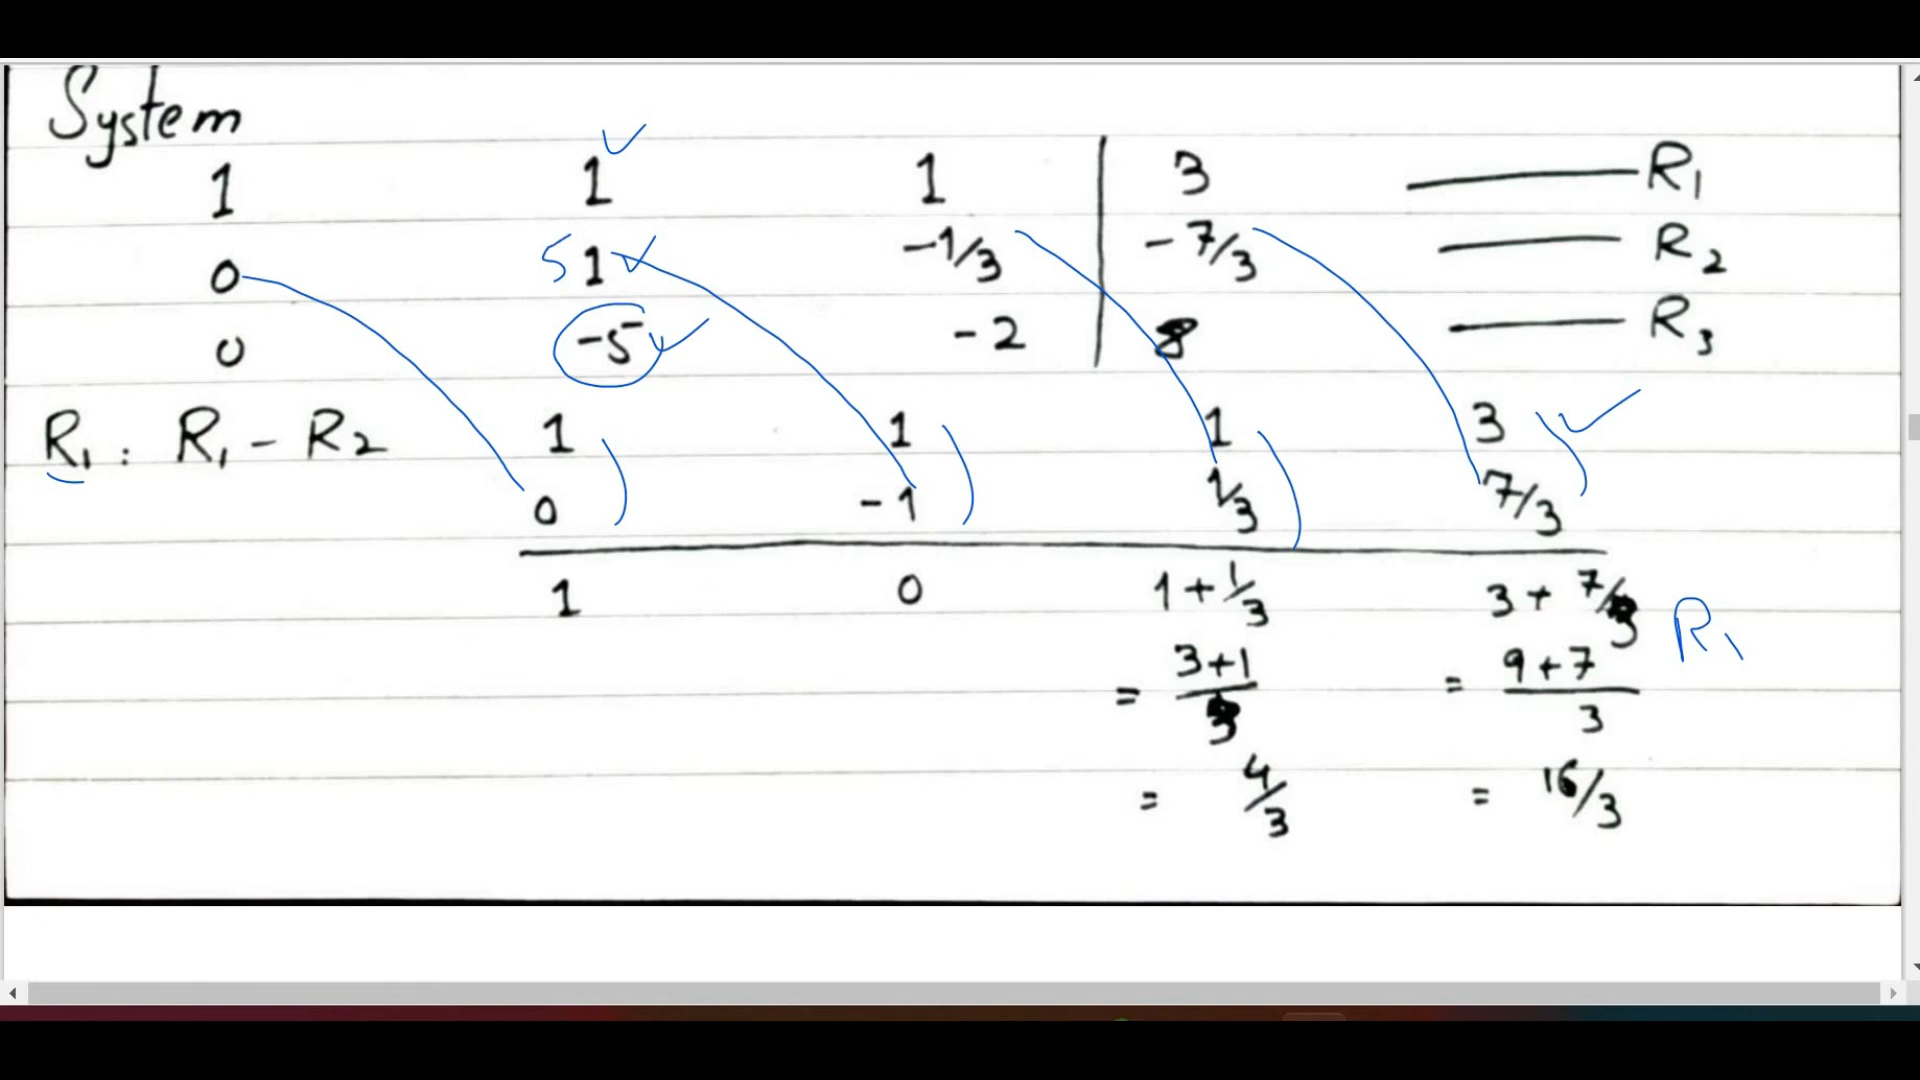 System
1 1 1 | 3 —— R1
0 5 1 -1/3 | -7/3 —— R2
0 -5 -2 | 8 —— R3
R1 : R1 - R2 1 1 1 3
0 -1 1/3 7/3
1 0 1 + 1/3 3 + 7/3 R1
= 3+1/3 = 9+7/3
= 4/3 = 16/3